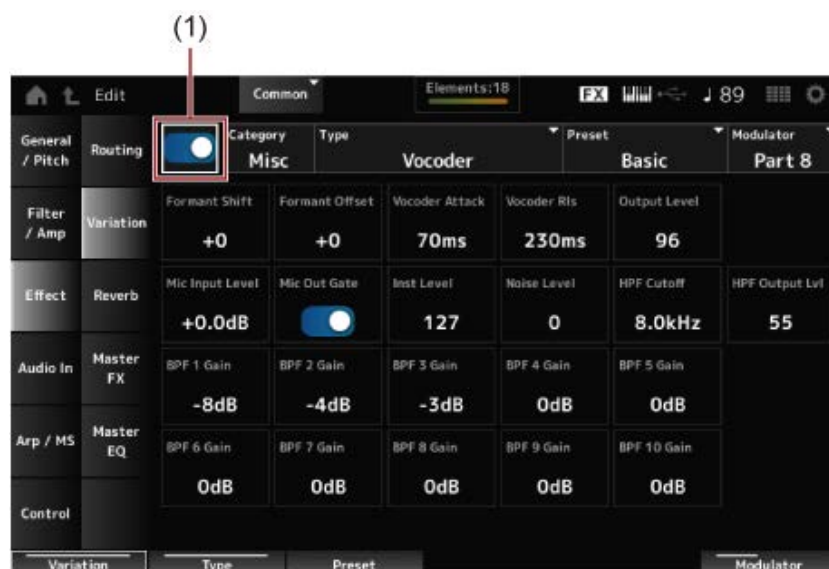 (1)
Edit
Common
Elements:18
FX
♩ 89
General / Pitch
Routing
Category
Misc
Type
Vocoder
Preset
Basic
Modulator
Part 8
Filter / Amp
Variation
Formant Shift
+0
Formant Offset
+0
Vocoder Attack
70ms
Vocoder Rls
230ms
Output Level
96
Effect
Reverb
Mic Input Level
+0.0dB
Mic Out Gate
Inst Level
127
Noise Level
0
HPF Cutoff
8.0kHz
HPF Output Lvl
55
Audio In
Master FX
BPF 1 Gain
-8dB
BPF 2 Gain
-4dB
BPF 3 Gain
-3dB
BPF 4 Gain
0dB
BPF 5 Gain
0dB
Arp / MS
Master EQ
BPF 6 Gain
0dB
BPF 7 Gain
0dB
BPF 8 Gain
0dB
BPF 9 Gain
0dB
BPF 10 Gain
0dB
Control
Variation
Type
Preset
Modulator